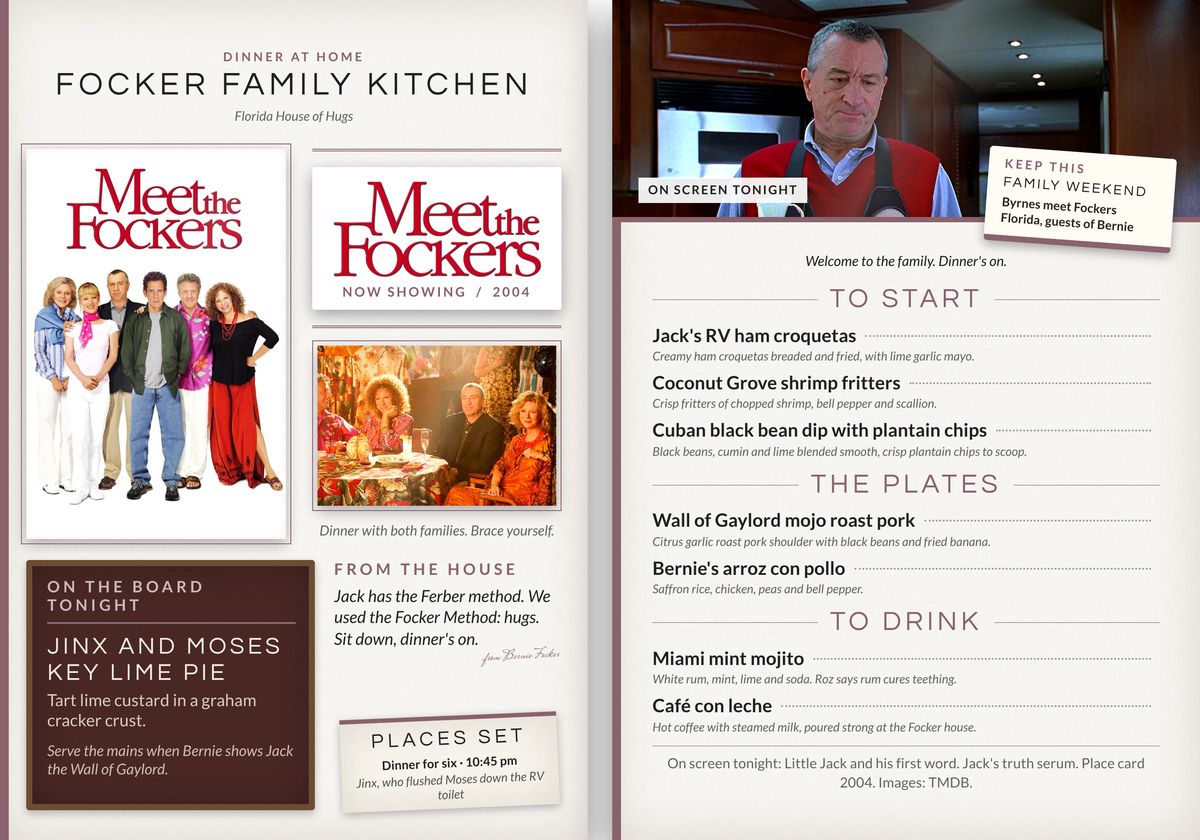 DINNER AT HOME
FOCKER FAMILY KITCHEN
Florida House of Hugs
Meet the
Fockers
Meet the
Fockers
NOW SHOWING / 2004
Dinner with both families. Brace yourself.
ON THE BOARD
TONIGHT
JINX AND MOSES
KEY LIME PIE
Tart lime custard in a graham
cracker crust.
Serve the mains when Bernie shows Jack
the Wall of Gaylord.
FROM THE HOUSE
Jack has the Ferber method. We
used the Focker Method: hugs.
Sit down, dinner's on.
from Bernie Focker
PLACES SET
Dinner for six · 10:45 pm
Jinx, who flushed Moses down the RV
toilet
ON SCREEN TONIGHT
KEEP THIS
FAMILY WEEKEND
Byrnes meet Fockers
Florida, guests of Bernie
Welcome to the family. Dinner's on.
TO START
Jack's RV ham croquetas
Creamy ham croquetas breaded and fried, with lime garlic mayo.
Coconut Grove shrimp fritters
Crisp fritters of chopped shrimp, bell pepper and scallion.
Cuban black bean dip with plantain chips
Black beans, cumin and lime blended smooth, crisp plantain chips to scoop.
THE PLATES
Wall of Gaylord mojo roast pork
Citrus garlic roast pork shoulder with black beans and fried banana.
Bernie's arroz con pollo
Saffron rice, chicken, peas and bell pepper.
TO DRINK
Miami mint mojito
White rum, mint, lime and soda. Roz says rum cures teething.
Café con leche
Hot coffee with steamed milk, poured strong at the Focker house.
On screen tonight: Little Jack and his first word. Jack's truth serum. Place card
2004. Images: TMDB.